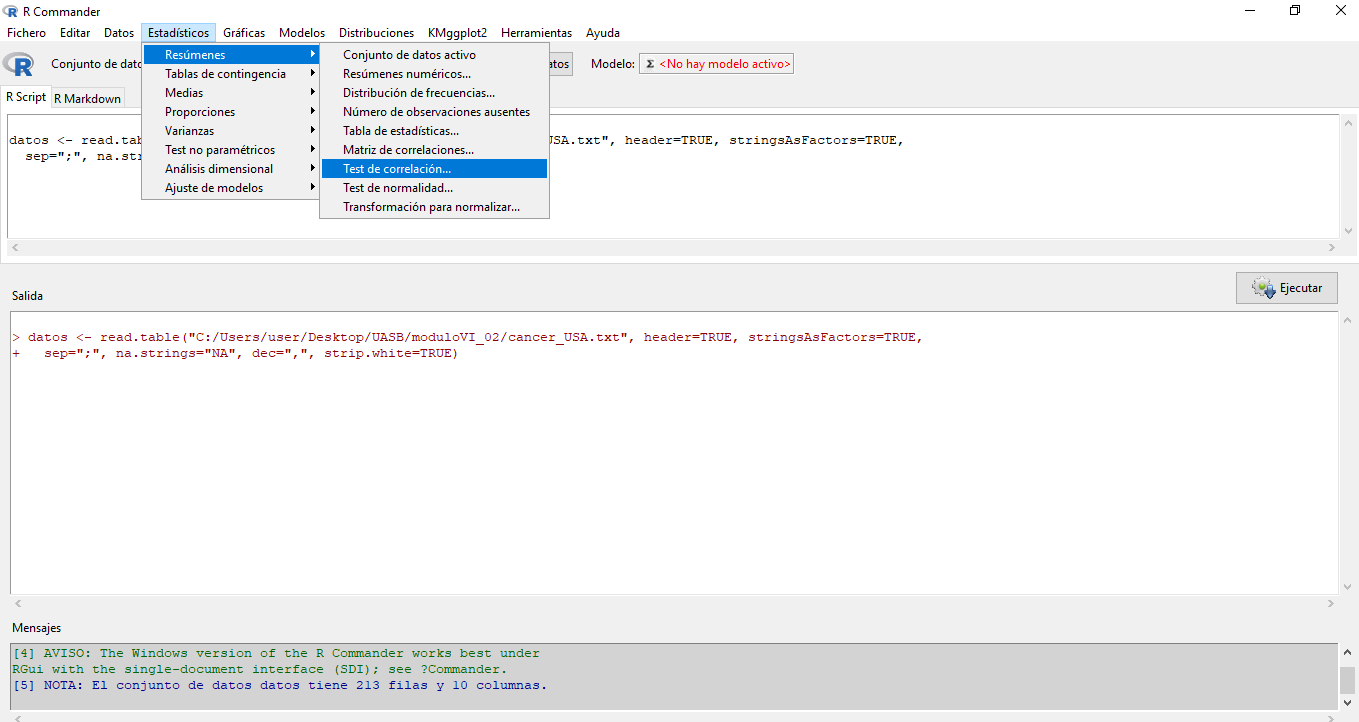 R Commander
Fichero Editar Datos Estadísticos Gráficas Modelos Distribuciones KMggplot2 Herramientas Ayuda
Conjunto de Modelo: Σ <No hay modelo activo>
R Script R Markdown
Resúmenes
Tablas de contingencia
Medias
Proporciones
Varianzas
Test no paramétricos
Análisis dimensional
Ajuste de modelos
Conjunto de datos activo
Resúmenes numéricos...
Distribución de frecuencias...
Número de observaciones ausentes
Tabla de estadísticas...
Matriz de correlaciones...
Test de correlación...
Test de normalidad...
Transformación para normalizar...
datos <- read.tab SA.txt", header=TRUE, stringsAsFactors=TRUE,
sep=";", na.str
Ejecutar
Salida
> datos <- read.table("C:/Users/user/Desktop/UASB/moduloVI_02/cancer_USA.txt", header=TRUE, stringsAsFactors=TRUE,
+ sep=";", na.strings="NA", dec=",", strip.white=TRUE)
Mensajes
[4] AVISO: The Windows version of the R Commander works best under
RGui with the single-document interface (SDI); see ?Commander.
[5] NOTA: El conjunto de datos datos tiene 213 filas y 10 columnas.